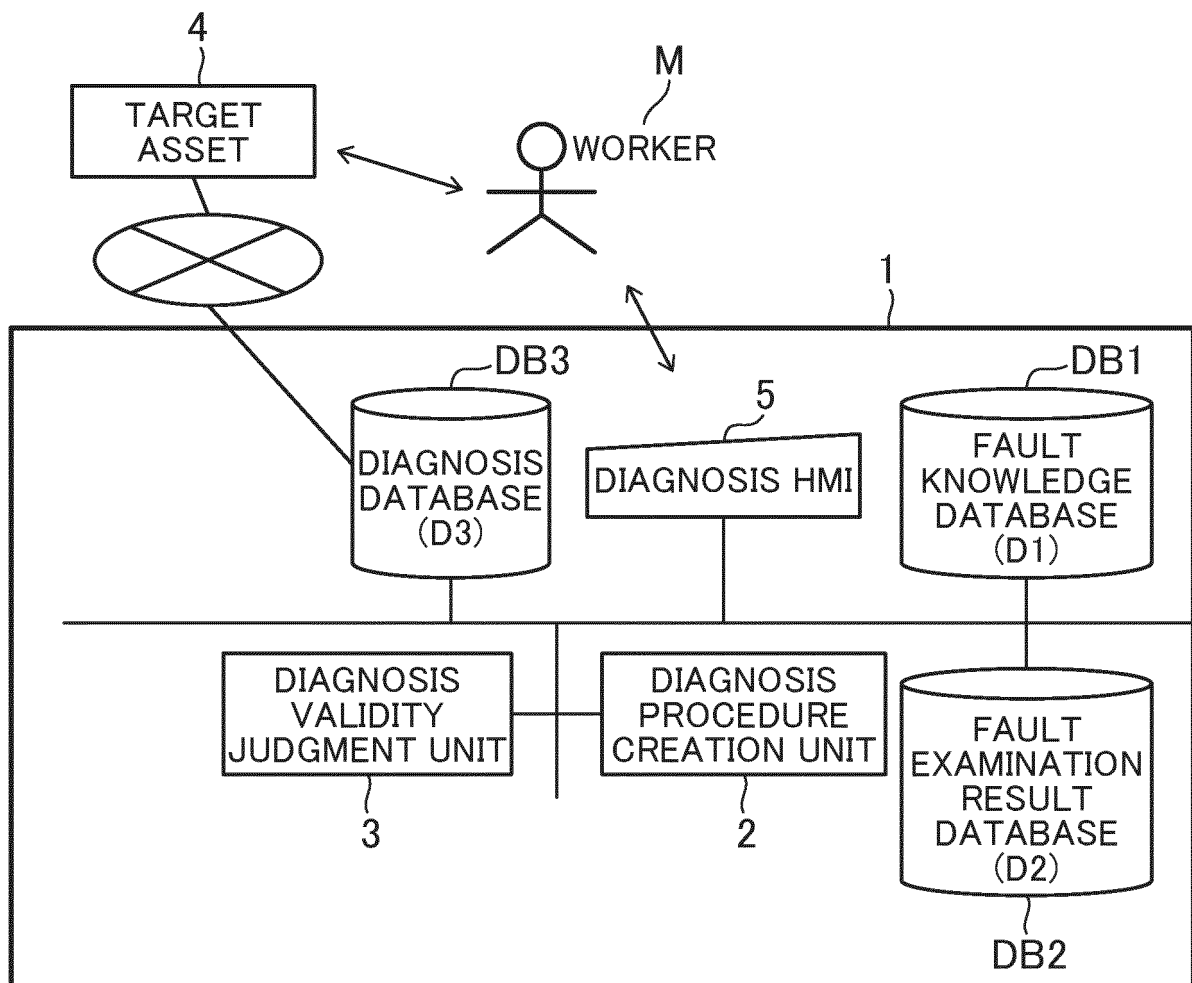 4
M
TARGET
ASSET
WORKER
1
DB3
5
DB1
DIAGNOSIS
DATABASE
(D3)
DIAGNOSIS HMI
FAULT
KNOWLEDGE
DATABASE
(D1)
DIAGNOSIS
VALIDITY
JUDGMENT UNIT
DIAGNOSIS
PROCEDURE
CREATION UNIT
FAULT
EXAMINATION
RESULT
DATABASE
(D2)
3
2
DB2